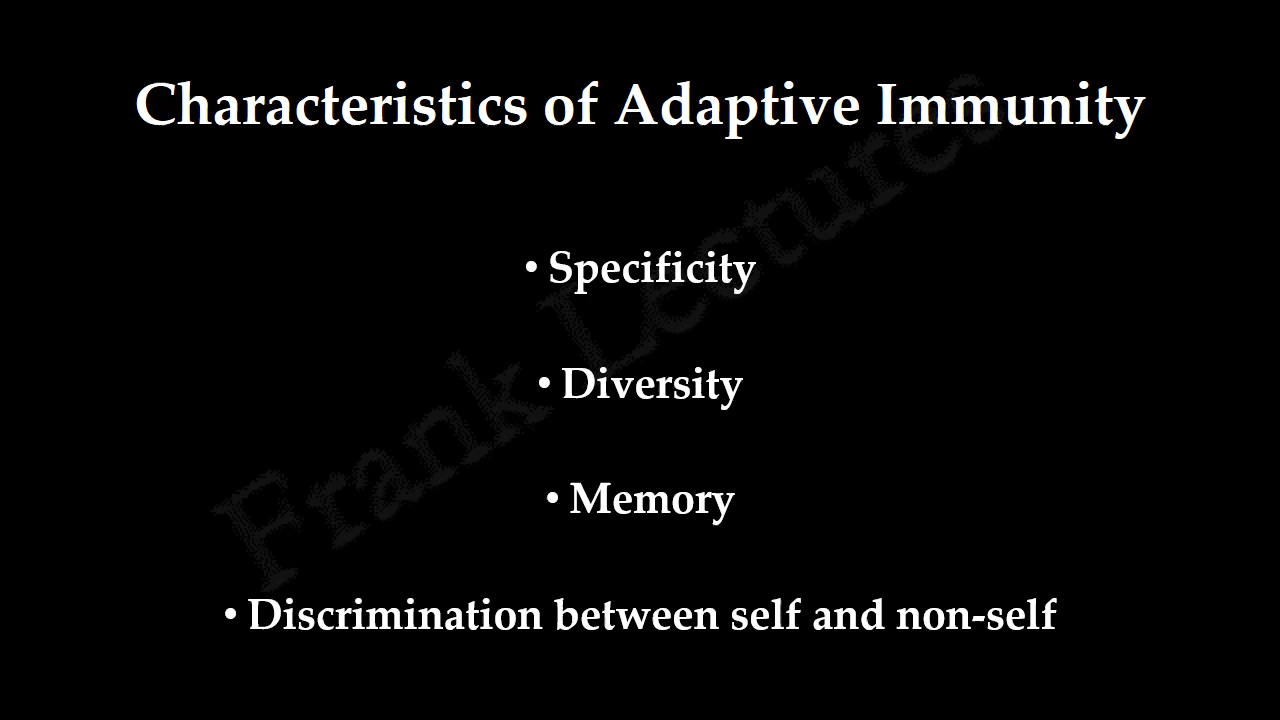 Characteristics of Adaptive Immunity
• Specificity
• Diversity
• Memory
• Discrimination between self and non-self
Frank Lectures